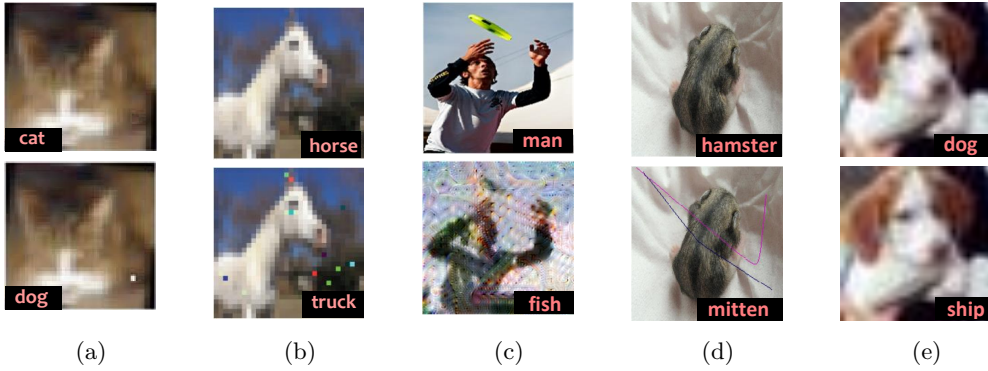 cat
horse
man
hamster
dog
dog
truck
fish
mitten
ship
(a)
(b)
(c)
(d)
(e)